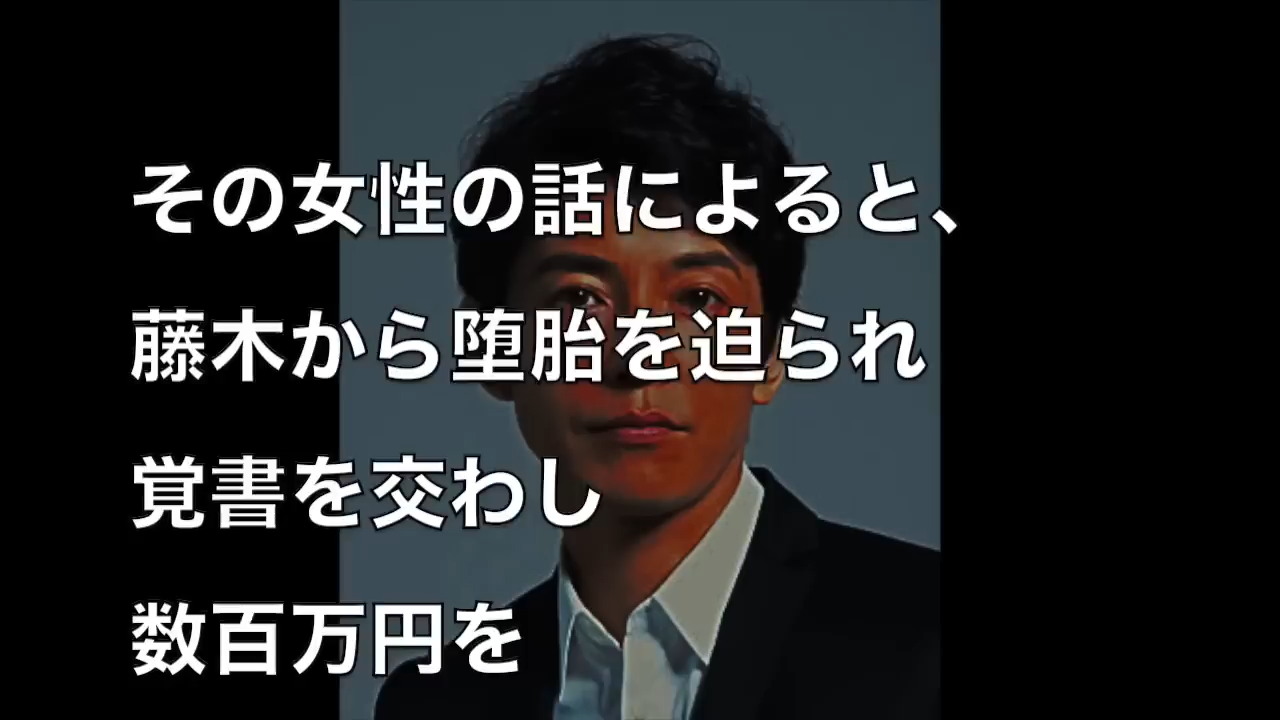 その女性の話によると、
藤木から堕胎を迫られ
覚書を交わし
数百万円を